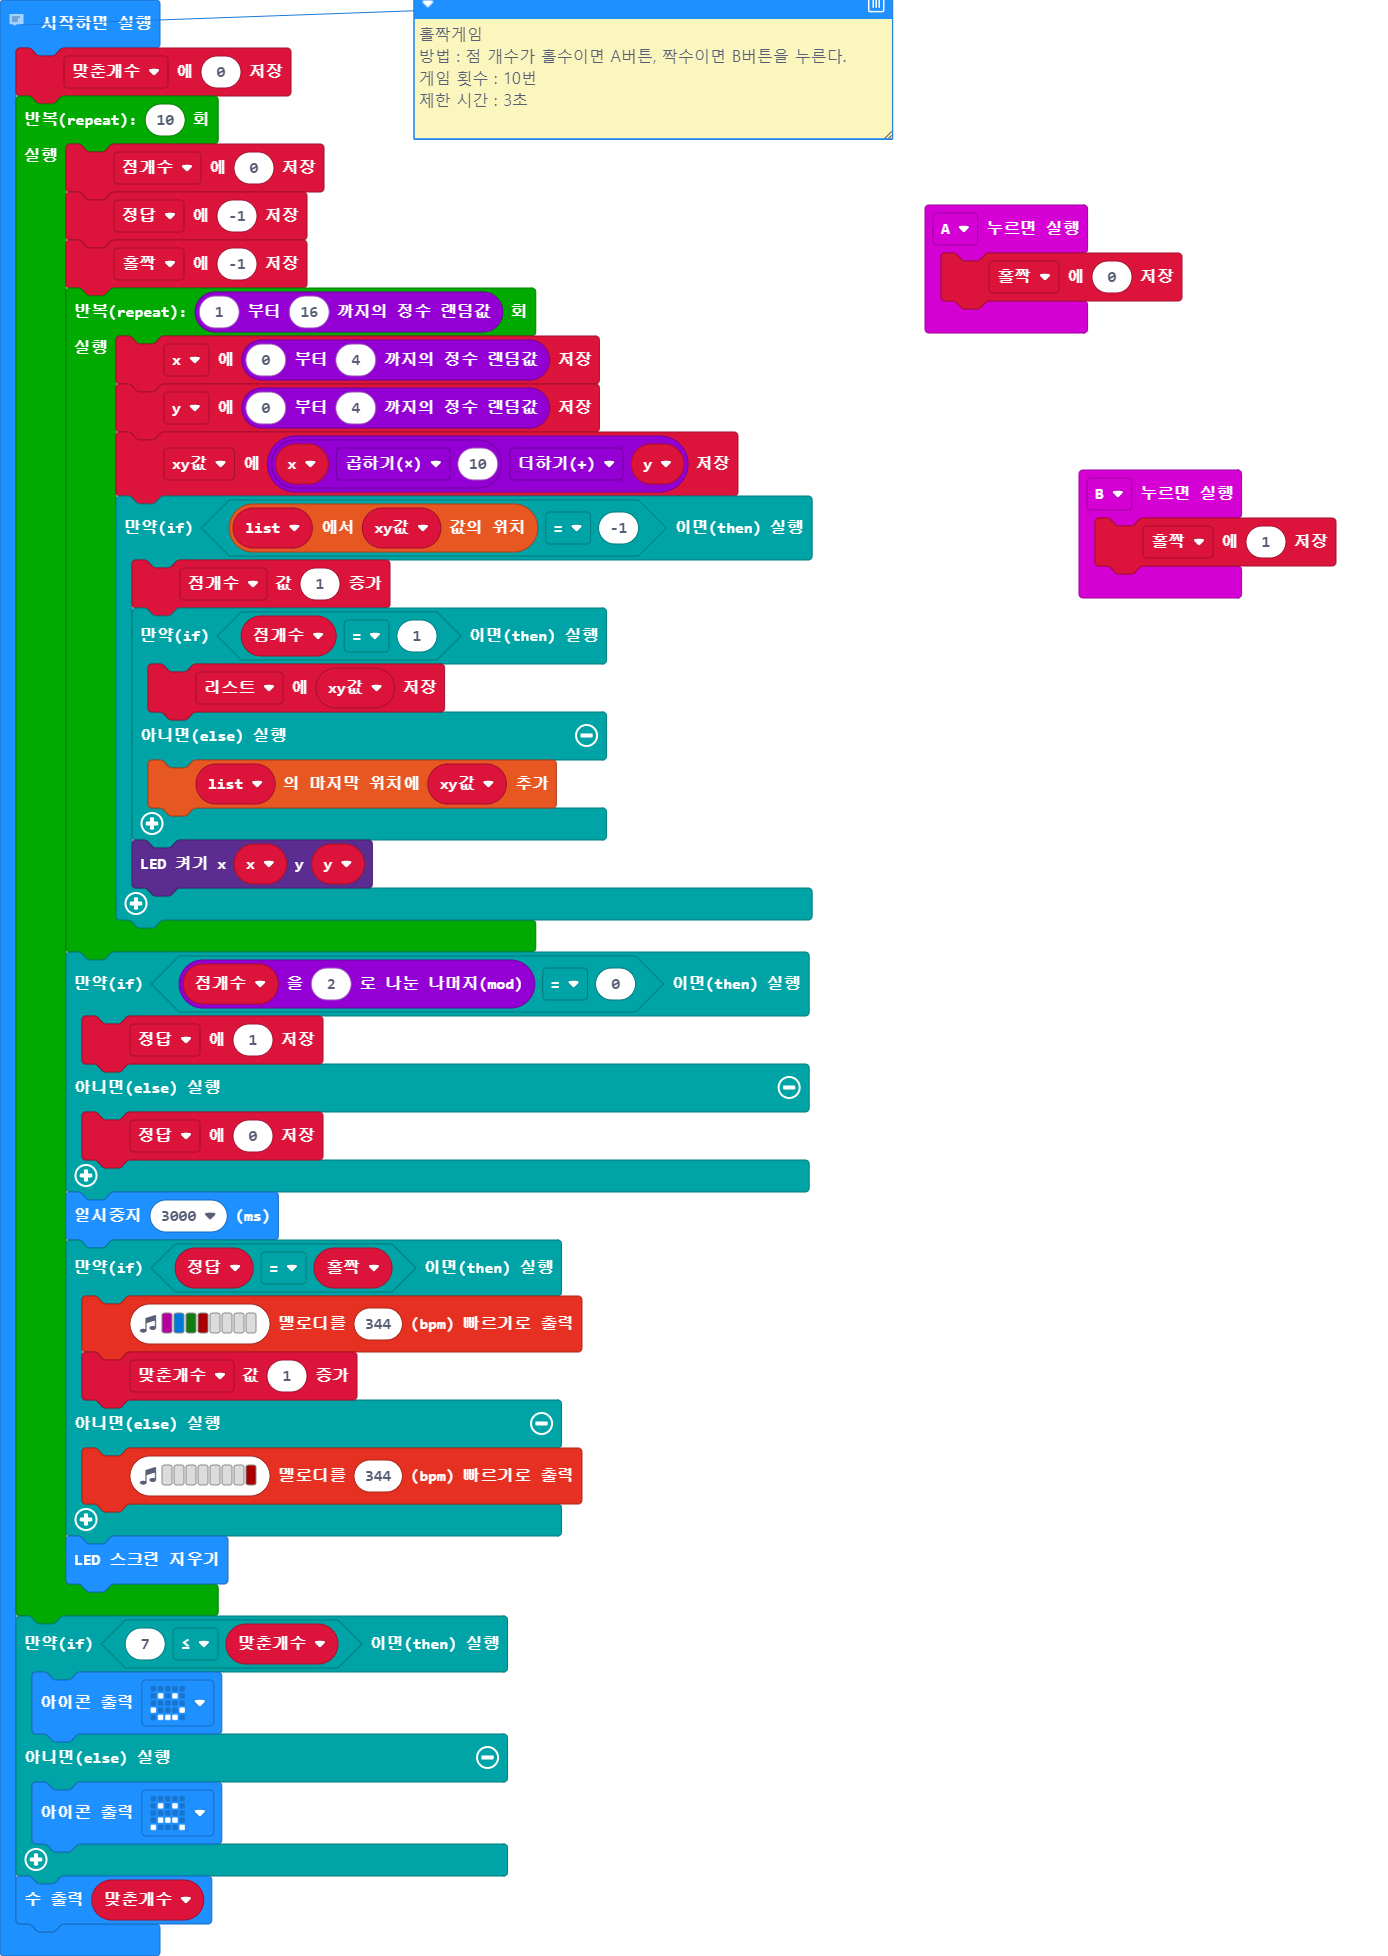 시작하면 실행
홀짝게임
방법 : 점 개수가 홀수이면 A버튼, 짝수이면 B버튼을 누른다.
게임 횟수 : 10번
제한 시간 : 3초
맞춘개수 에 0 저장
반복(repeat): 10 회
실행
점개수 에 0 저장
정답 에 -1 저장
홀짝 에 -1 저장
반복(repeat): 1 부터 16 까지의 정수 랜덤값 회
실행
x 에 0 부터 4 까지의 정수 랜덤값 저장
y 에 0 부터 4 까지의 정수 랜덤값 저장
xy값 에 x 곱하기(×) 10 더하기(+) y 저장
만약(if) list 에서 xy값 값의 위치 = -1 이면(then) 실행
점개수 값 1 증가
만약(if) 점개수 = 1 이면(then) 실행
리스트 에 xy값 저장
아니면(else) 실행
list 의 마지막 위치에 xy값 추가
LED 켜기 x x y y
만약(if) 점개수 을 2 로 나눈 나머지(mod) = 0 이면(then) 실행
정답 에 1 저장
아니면(else) 실행
정답 에 0 저장
일시중지 3000 (ms)
만약(if) 정답 = 홀짝 이면(then) 실행
멜로디를 344 (bpm) 빠르기로 출력
맞춘개수 값 1 증가
아니면(else) 실행
멜로디를 344 (bpm) 빠르기로 출력
LED 스크린 지우기
만약(if) 7 ≤ 맞춘개수 이면(then) 실행
아이콘 출력
아니면(else) 실행
아이콘 출력
수 출력 맞춘개수
A 누르면 실행
홀짝 에 0 저장
B 누르면 실행
홀짝 에 1 저장